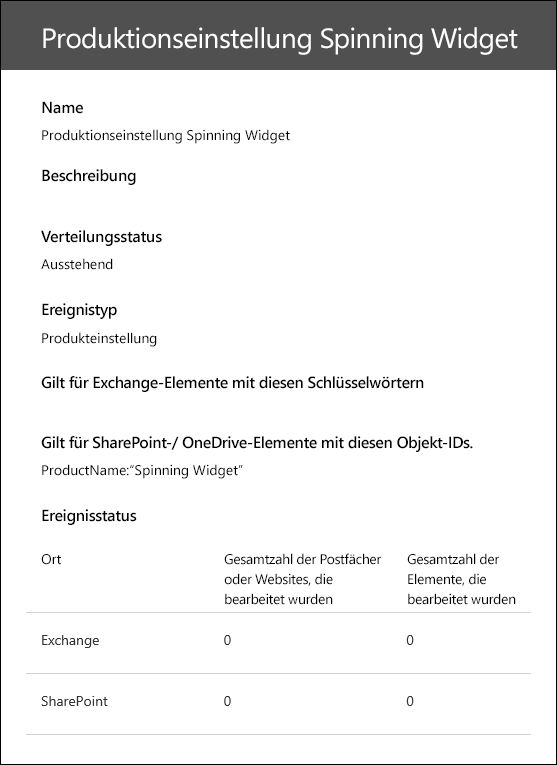 Produktionseinstellung Spinning Widget
Name
Produktionseinstellung Spinning Widget
Beschreibung
Verteilungsstatus
Ausstehend
Ereignistyp
Produkteinstellung
Gilt für Exchange-Elemente mit diesen Schlüsselwörtern
Gilt für SharePoint-/ OneDrive-Elemente mit diesen Objekt-IDs.
ProductName:“Spinning Widget”
Ereignisstatus
Ort
Gesamtzahl der Postfächer
oder Websites, die
bearbeitet wurden
Gesamtzahl der
Elemente, die
bearbeitet wurden
Exchange 0 0
SharePoint 0 0